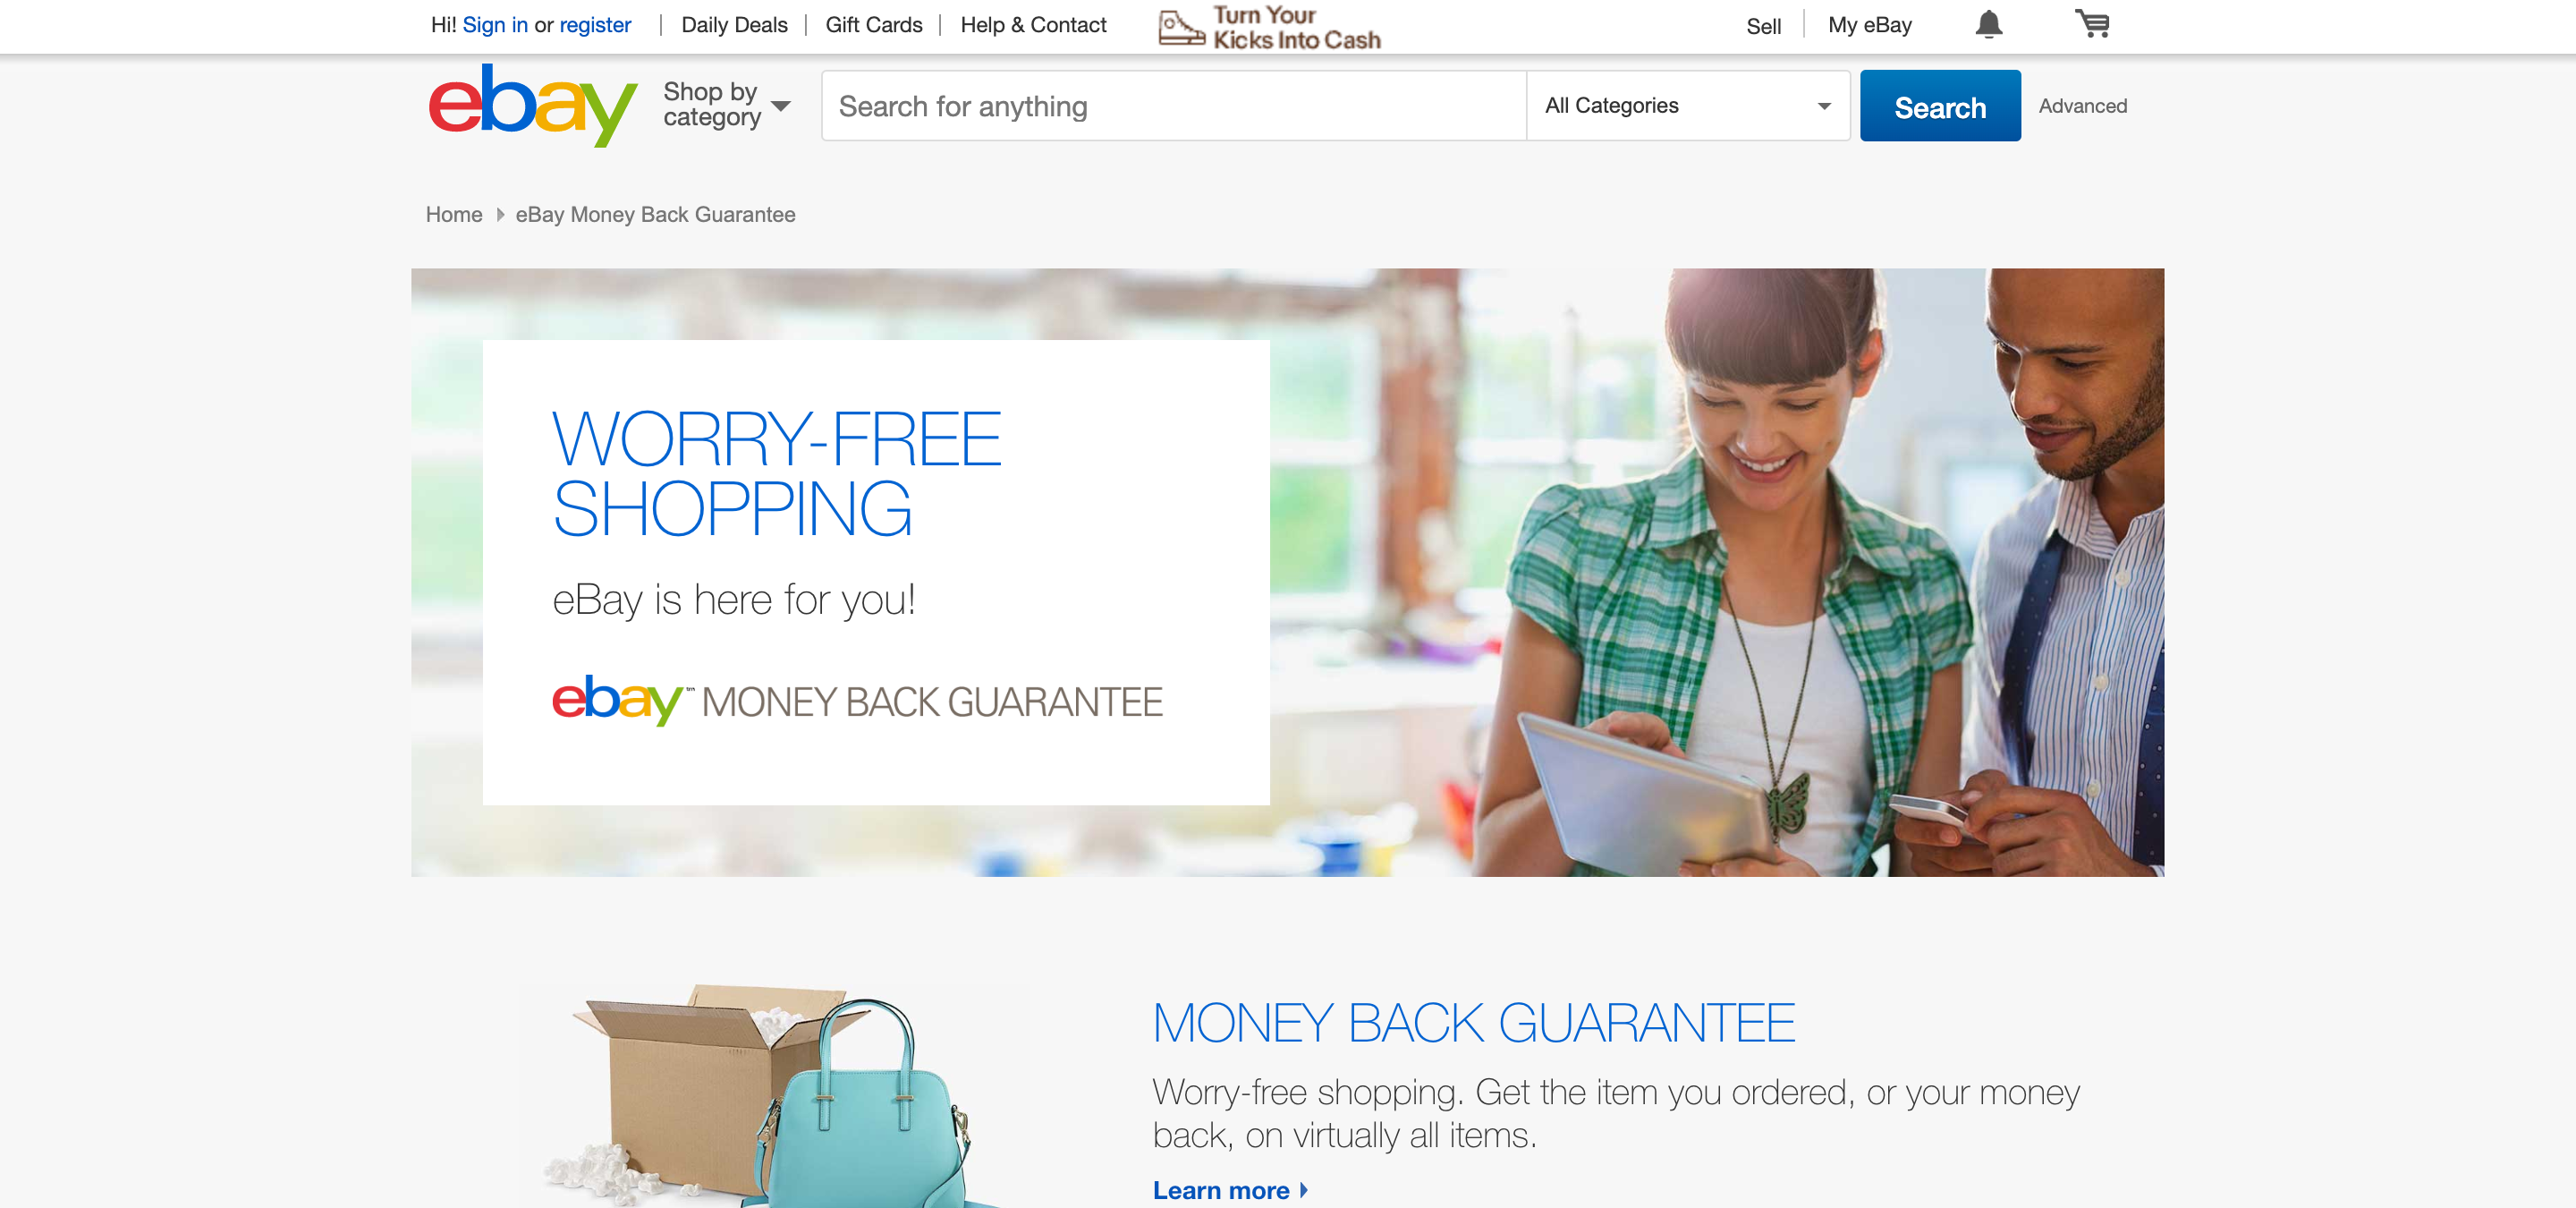 Hi! Sign in or register | Daily Deals | Gift Cards | Help & Contact
Turn Your
Kicks Into Cash
Sell
My eBay
ebay
Shop by
category
Search for anything
All Categories
Search
Advanced
Home
eBay Money Back Guarantee
WORRY-FREE
SHOPPING
eBay is here for you!
ebay™ MONEY BACK GUARANTEE
MONEY BACK GUARANTEE
Worry-free shopping. Get the item you ordered, or your money
back, on virtually all items.
Learn more